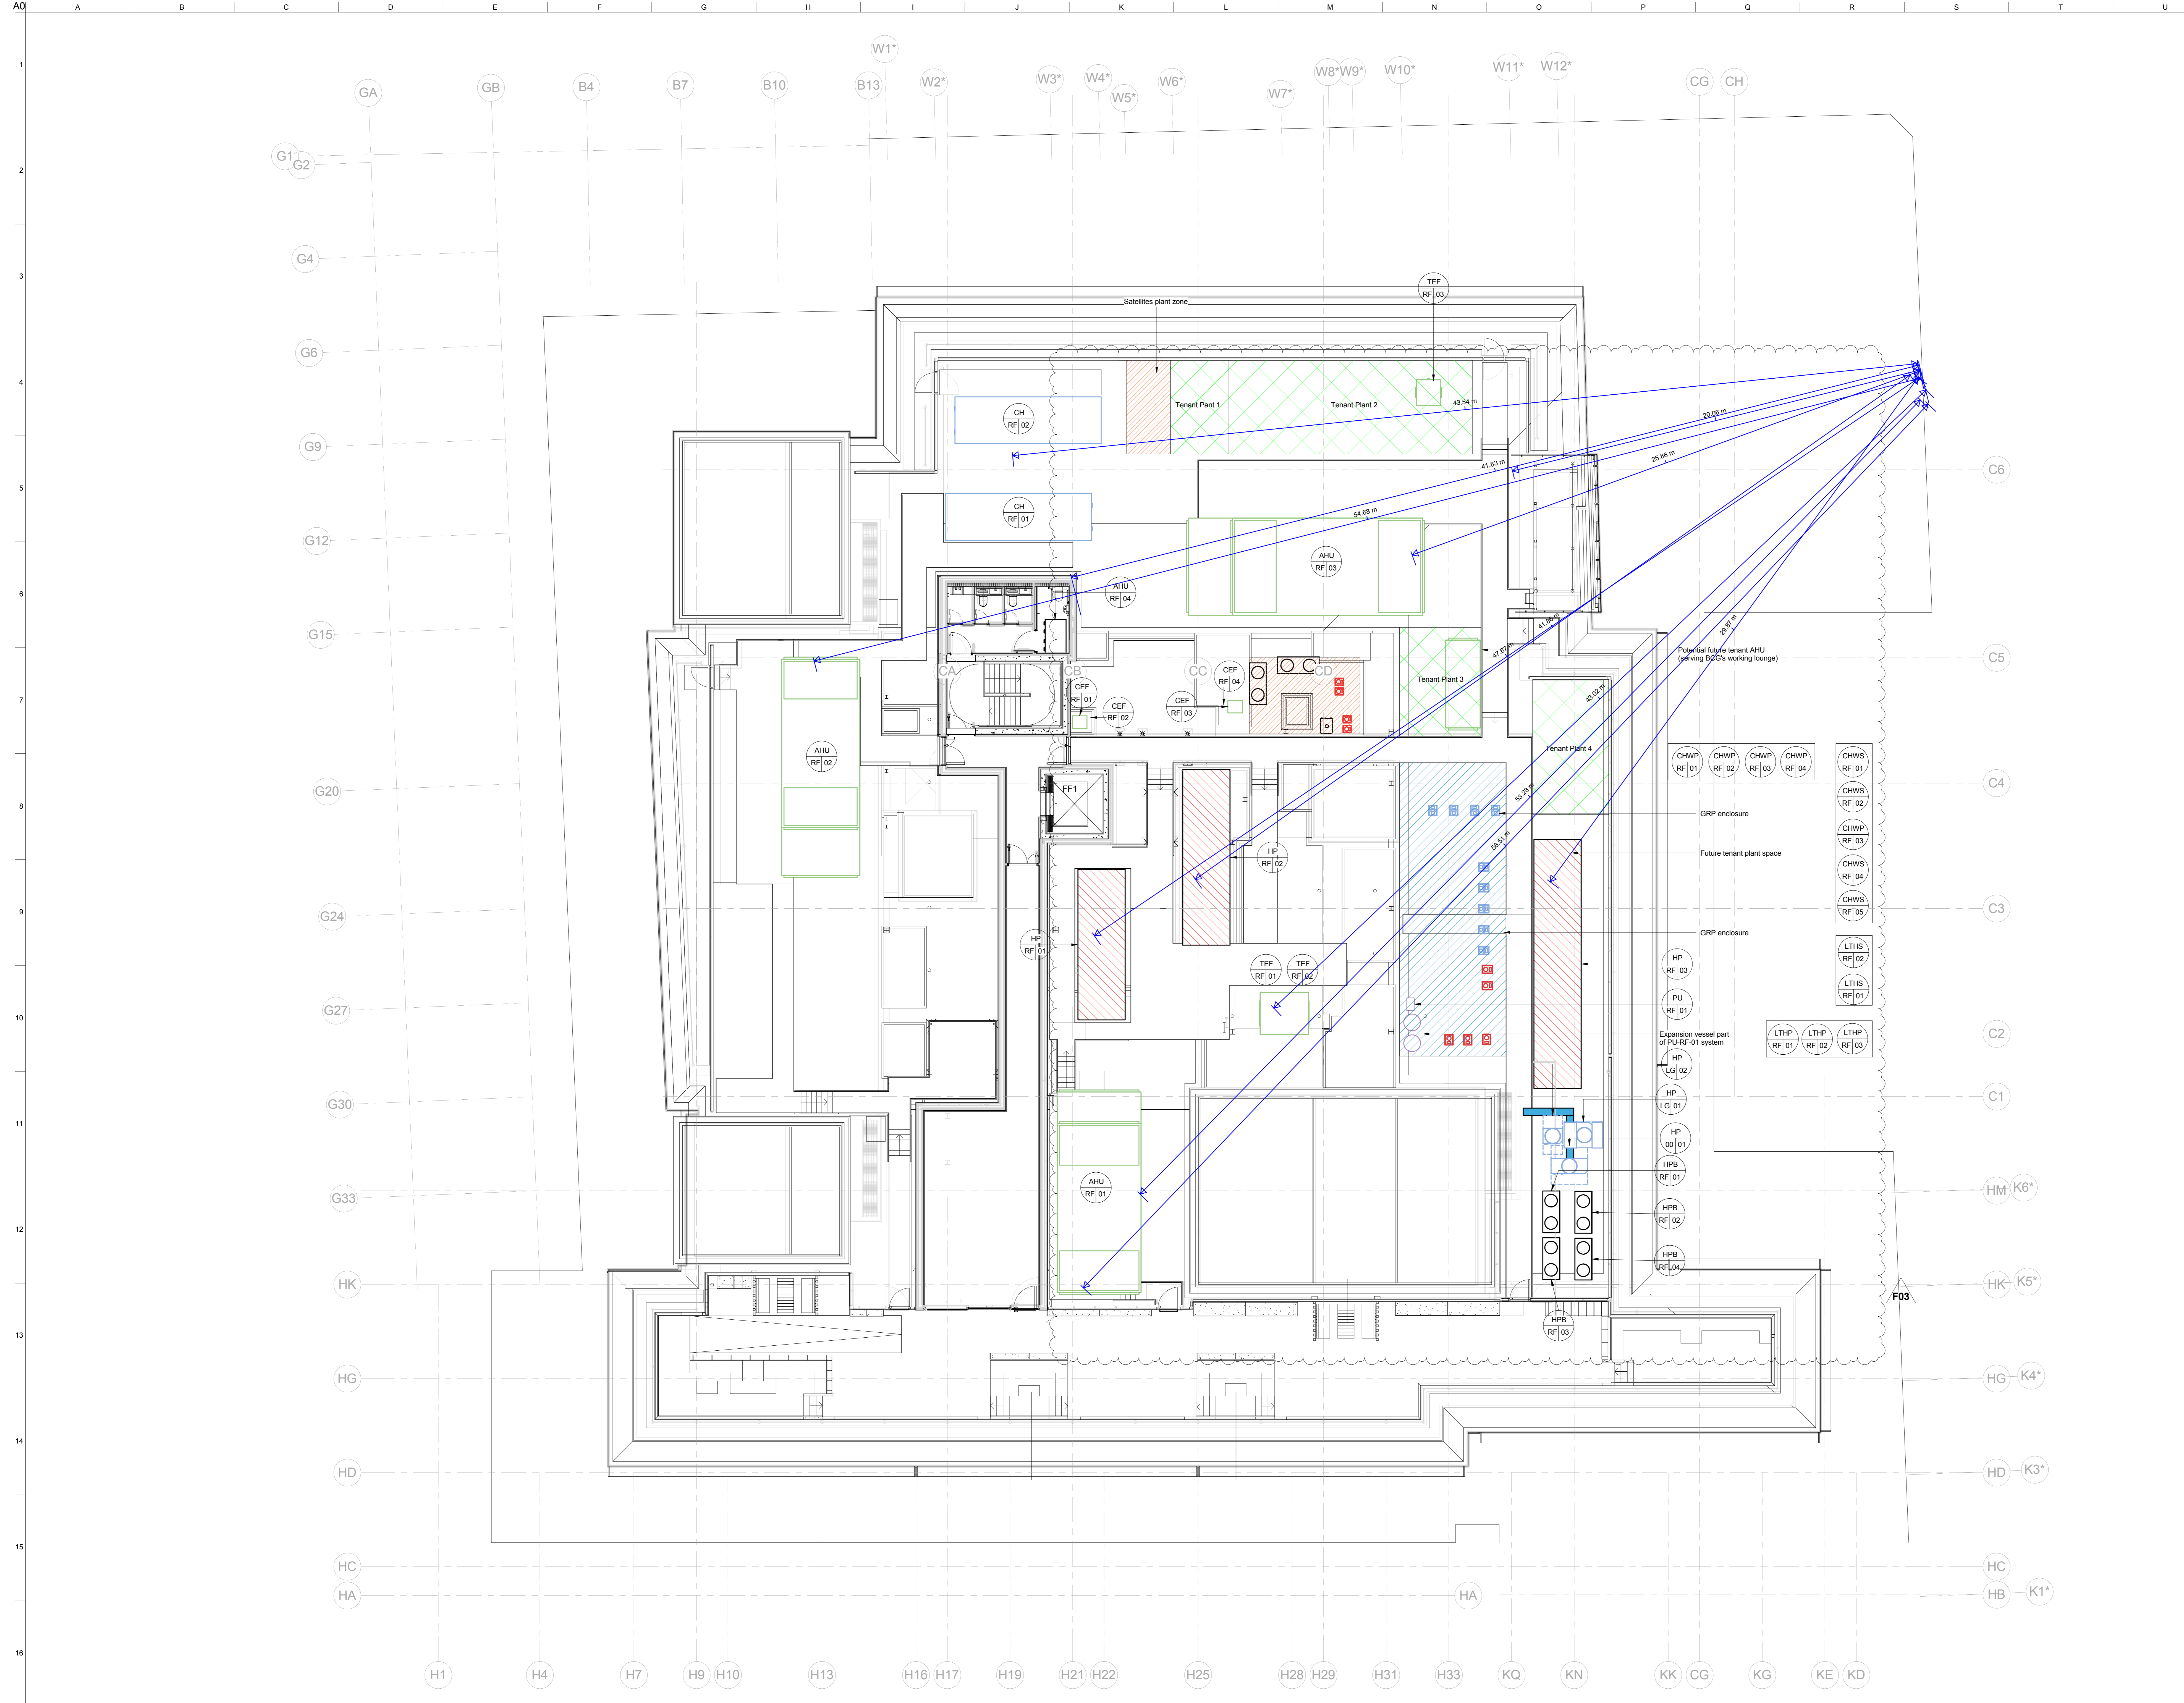 A0
A B C D E F G H I J K L M N O P Q R S T U
1
W1*
W12*
W11*
W10*
W8* W9*
W3* W4*
W6*
CG CH
GA GB B4 B7 B10 B13 W2*
W7*
W5*
G1
G2
2
G4
3
TEF
RF 03
Satellites plant zone
G6
4
CH
RF 02
Tenant Pant 1
Tenant Plant 2
43.54 m
20.06 m
G9
25.86 m
41.83 m
C6
5
54.68 m
CH
RF 01
G12
AHU
RF 03
6
AHU
RF 04
41.66 m
29.87 m
G15
47.67 m
Potential future tenant AHU
(serving BCG's working lounge)
C5
CA CB CC CD
CEF
RF 04
Tenant Plant 3
CEF
RF 01
43.02 m
7
CEF
RF 03
CEF
RF 02
AHU
RF 02
Tenant Plant 4
CHWP
RF 01
CHWP
RF 02
CHWP
RF 03
CHWP
RF 04
CHWS
RF 01
G20
FF1
C4
53.28 m
CHWS
RF 02
8
GRP enclosure
CHWP
RF 03
58.51 m
HP
RF 02
Future tenant plant space
CHWS
RF 04
9
CHWS
RF 05
G24
C3
GRP enclosure
HP
RF 01
LTHS
RF 02
HP
RF 03
TEF
RF 01
TEF
RF 02
LTHS
RF 01
G27
PU
RF 01
10
Expansion vessel part
of PU-RF-01 system
LTHP
RF 01
LTHP
RF 02
LTHP
RF 03
C2
HP
LG 02
G30
HP
LG 01
C1
11
HP
00 01
HPB
RF 01
AHU
RF 01
G33
HM K6*
12
HPB
RF 02
HPB
RF 04
HK
HK K5*
F03
HPB
RF 03
13
HG
HG K4*
14
HD
HD K3*
15
HC
HC
HA
HA
HB K1*
16
H1 H4 H7 H9 H10 H13 H16 H17 H19 H21 H22 H25 H28 H29 H31 H33 KQ KN KK CG KG KE KD